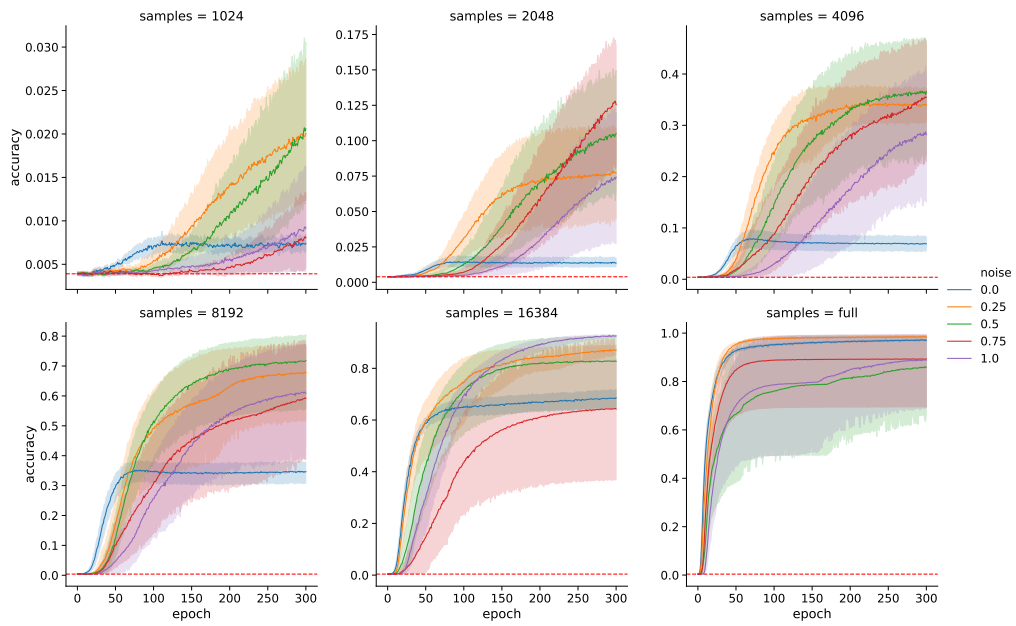 samples = 1024
samples = 2048
samples = 4096
accuracy
0.030
0.025
0.020
0.015
0.010
0.005
0.175
0.150
0.125
0.100
0.075
0.050
0.025
0.000
0.4
0.3
0.2
0.1
0.0
samples = 8192
samples = 16384
samples = full
accuracy
0.8
0.7
0.6
0.5
0.4
0.3
0.2
0.1
0.0
0 50 100 150 200 250 300
epoch
0.8
0.6
0.4
0.2
0.0
0 50 100 150 200 250 300
epoch
1.0
0.8
0.6
0.4
0.2
0.0
0 50 100 150 200 250 300
epoch
noise
0.0
0.25
0.5
0.75
1.0